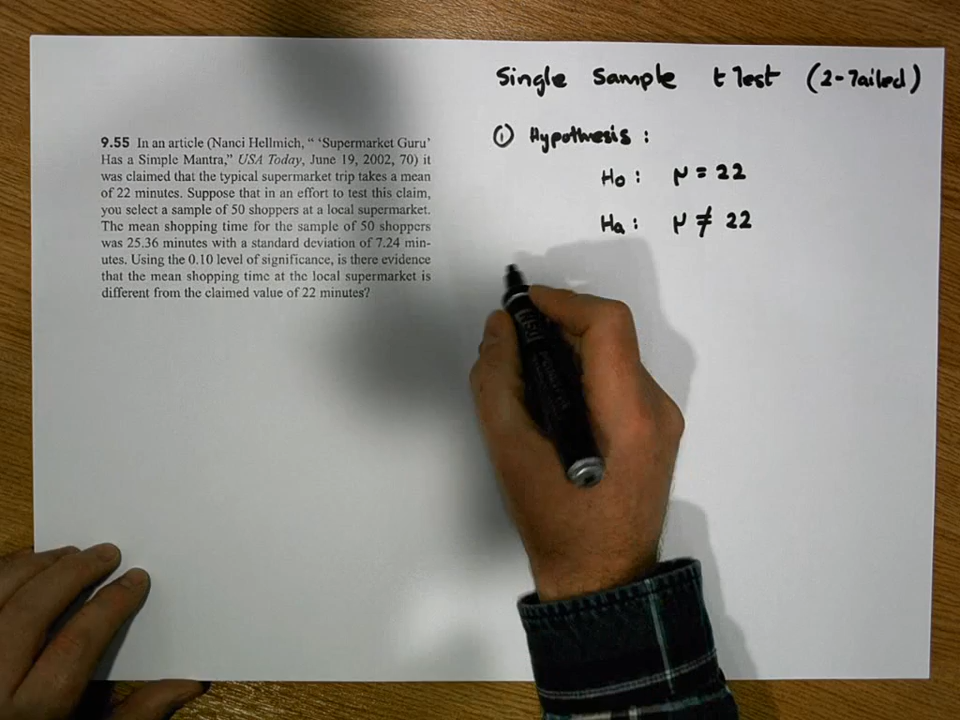 9.55 In an article (Nanci Hellmich, “ ‘Supermarket Guru’
Has a Simple Mantra,” USA Today, June 19, 2002, 70) it
was claimed that the typical supermarket trip takes a mean
of 22 minutes. Suppose that in an effort to test this claim,
you select a sample of 50 shoppers at a local supermarket.
The mean shopping time for the sample of 50 shoppers
was 25.36 minutes with a standard deviation of 7.24 min-
utes. Using the 0.10 level of significance, is there evidence
that the mean shopping time at the local supermarket is
different from the claimed value of 22 minutes?
Single Sample t Test (2-Tailed)
① Hypothesis :
Ho : μ = 22
Ha : μ ≠ 22